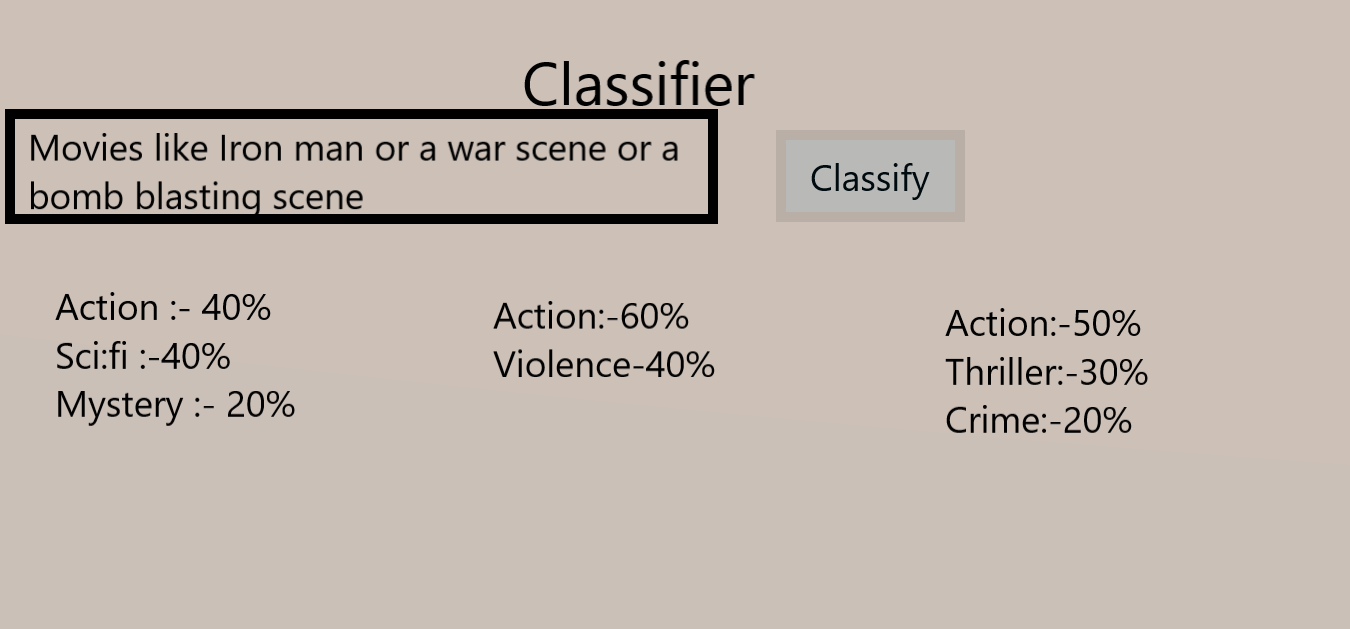 Classifier
Movies like Iron man or a war scene or a
bomb blasting scene
Classify
Action :- 40%
Sci:fi :-40%
Mystery :- 20%
Action:-60%
Violence-40%
Action:-50%
Thriller:-30%
Crime:-20%